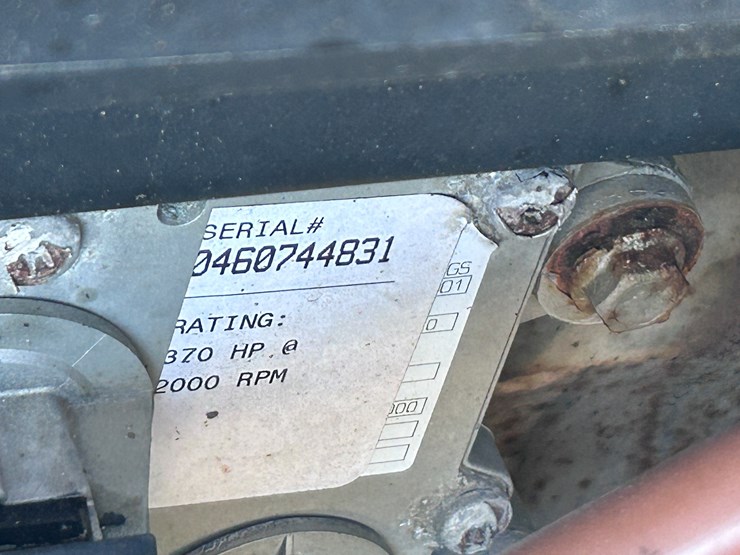 SERIAL#
0460744831
RATING:
370 HP @
2000 RPM
GS
01
0
000